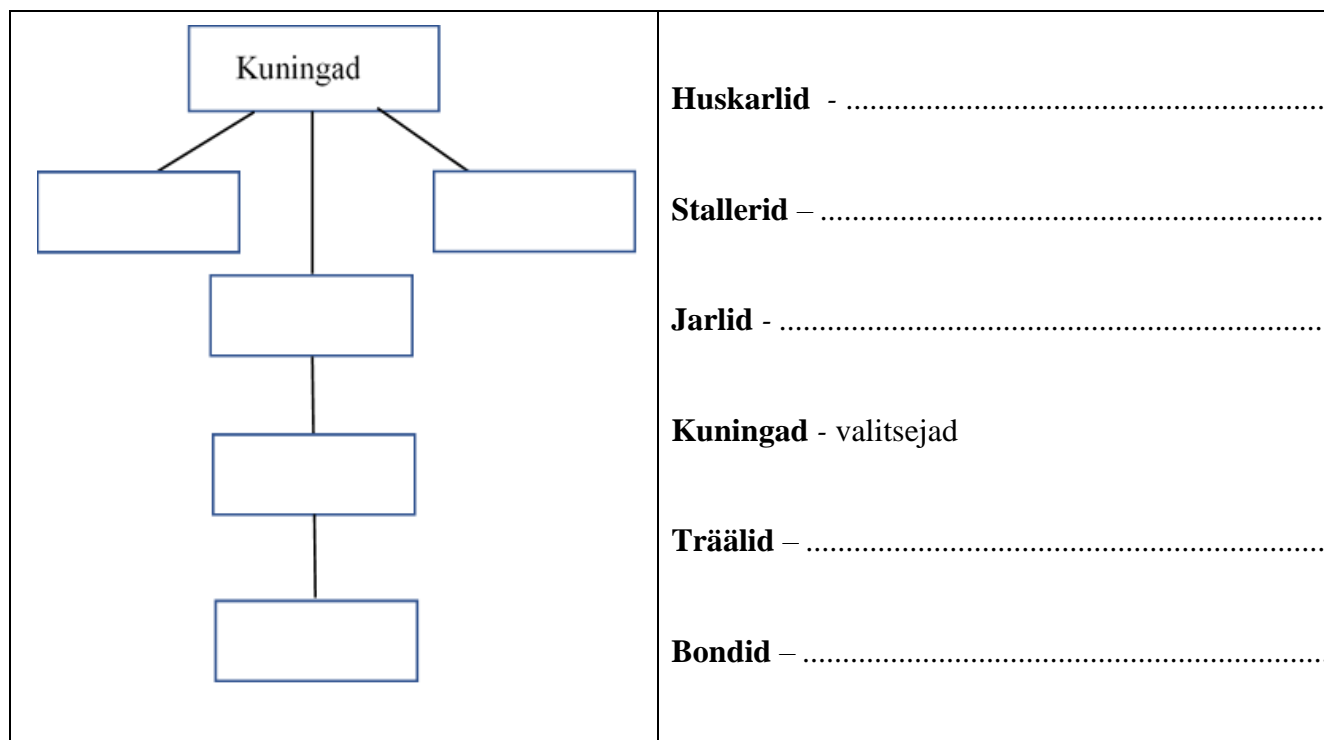 Kuningad
Huskarlid - ............................................................
Stallerid – ...............................................................
Jarlid - ....................................................................
Kuningad - valitsejad
Träälid – .................................................................
Bondid – .................................................................